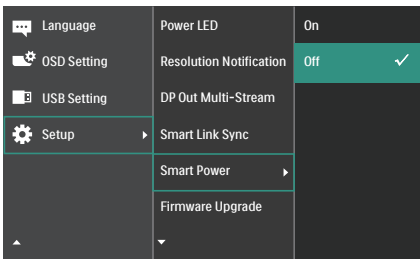 Language
OSD Setting
USB Setting
Setup
Power LED
Resolution Notification
DP Out Multi-Stream
Smart Link Sync
Smart Power
Firmware Upgrade
On
Off